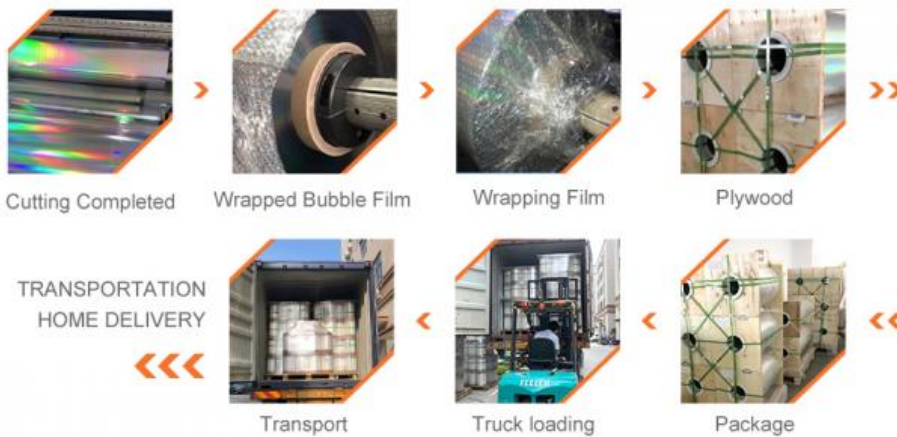 Cutting Completed
Wrapped Bubble Film
Wrapping Film
Plywood
TRANSPORTATION
HOME DELIVERY
Transport
Truck loading
Package